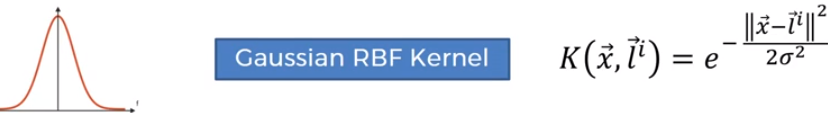 Gaussian RBF Kernel
K(x⃗, l⃗ⁱ) = e^{-‖x⃗−l⃗ⁱ‖²/2σ²}